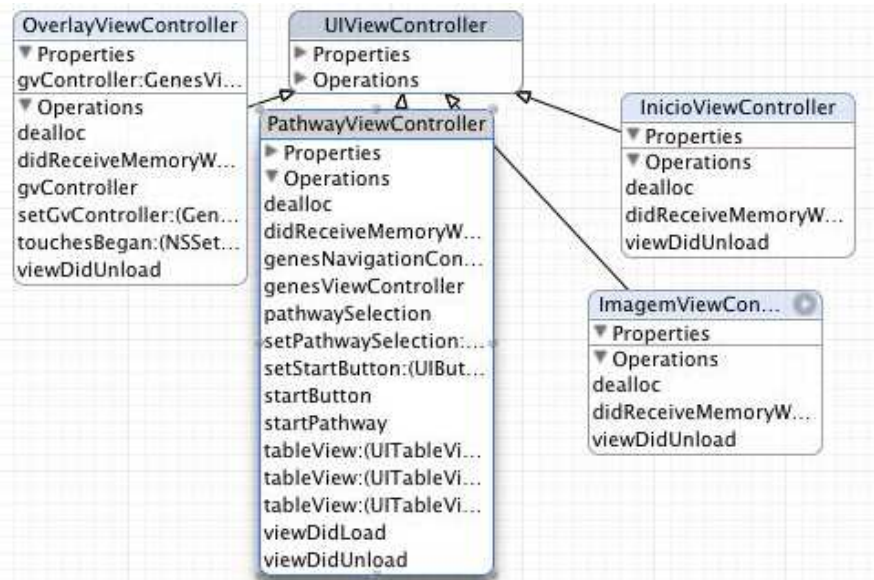 OverlayViewController
Properties
gvController:GenesVi...
Operations
dealloc
didReceiveMemoryW...
gvController
setGvController:(Gen...
touchesBegan:(NSSet...
viewDidUnload
UIViewController
Properties
Operations
PathwayViewController
Properties
Operations
dealloc
didReceiveMemoryW...
genesNavigationCon...
genesViewController
pathwaySelection
setPathwaySelection:...
setStartButton:(UIBut...
startButton
startPathway
tableView:(UITableVi...
tableView:(UITableVi...
tableView:(UITableVi...
viewDidLoad
viewDidUnload
InicioViewController
Properties
Operations
dealloc
didReceiveMemoryW...
viewDidUnload
ImagemViewCon...
Properties
Operations
dealloc
didReceiveMemoryW...
viewDidUnload